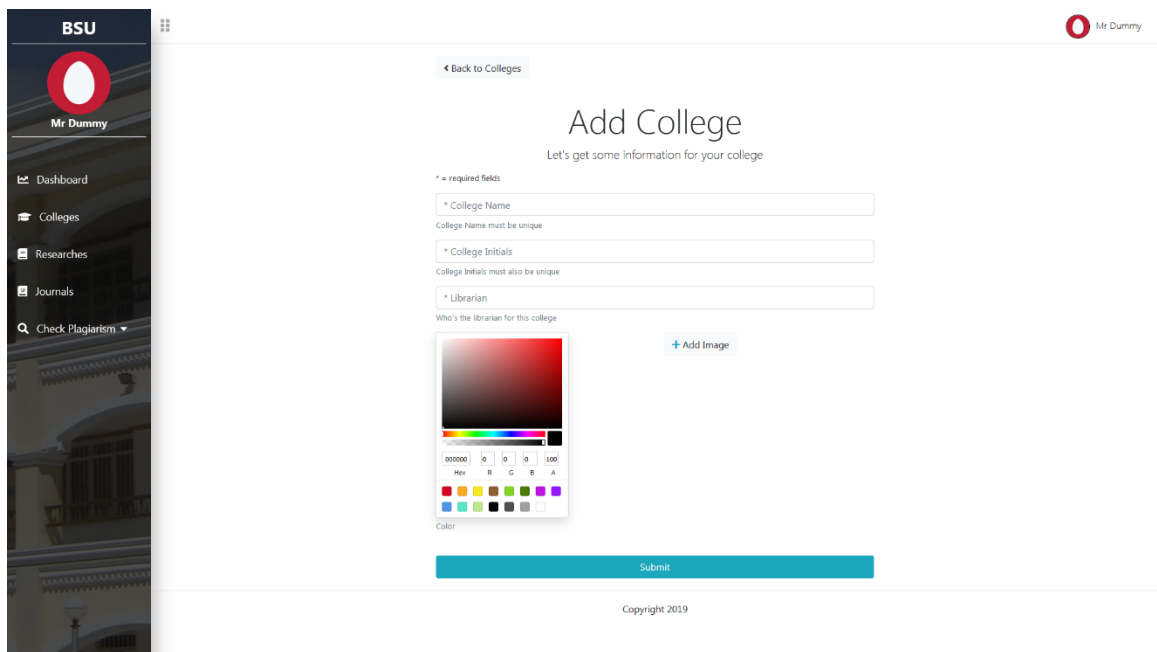 BSU
Mr Dummy
Mr Dummy
Dashboard
Colleges
Researches
Journals
Check Plagiarism
Back to Colleges
Add College
Let's get some information for your college
* = required fields
* College Name
College Name must be unique
* College Initials
College Initials must also be unique
* Librarian
Who's the librarian for this college
+ Add Image
000000 0 0 0 100
Hex R G B A
Color
Submit
Copyright 2019